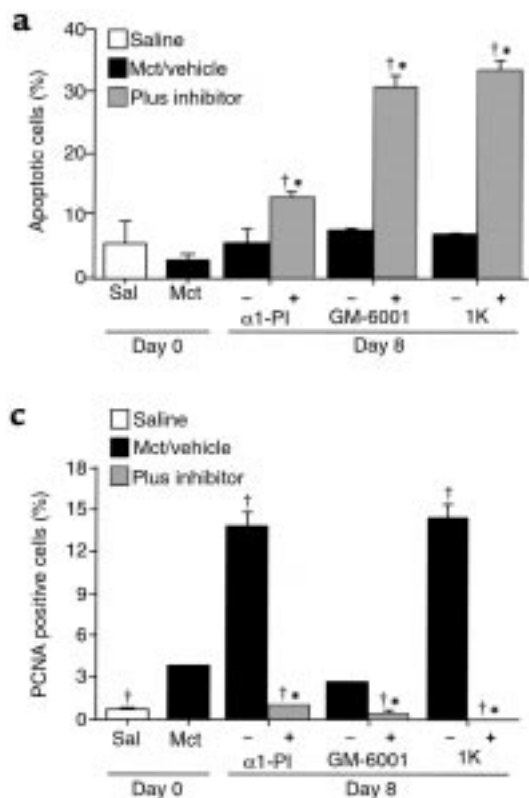 a
Saline
Mct/vehicle
Plus inhibitor
Apoptotic cells (%)
40
30
20
10
0
†*
†*
†*
Sal Mct − + − + − +
α1-PI GM-6001 1K
Day 0 Day 8
c
Saline
Mct/vehicle
Plus inhibitor
PCNA positive cells (%)
18
15
12
9
6
3
0
† †
† †* †* †*
Sal Mct − + − + − +
α1-PI GM-6001 1K
Day 0 Day 8